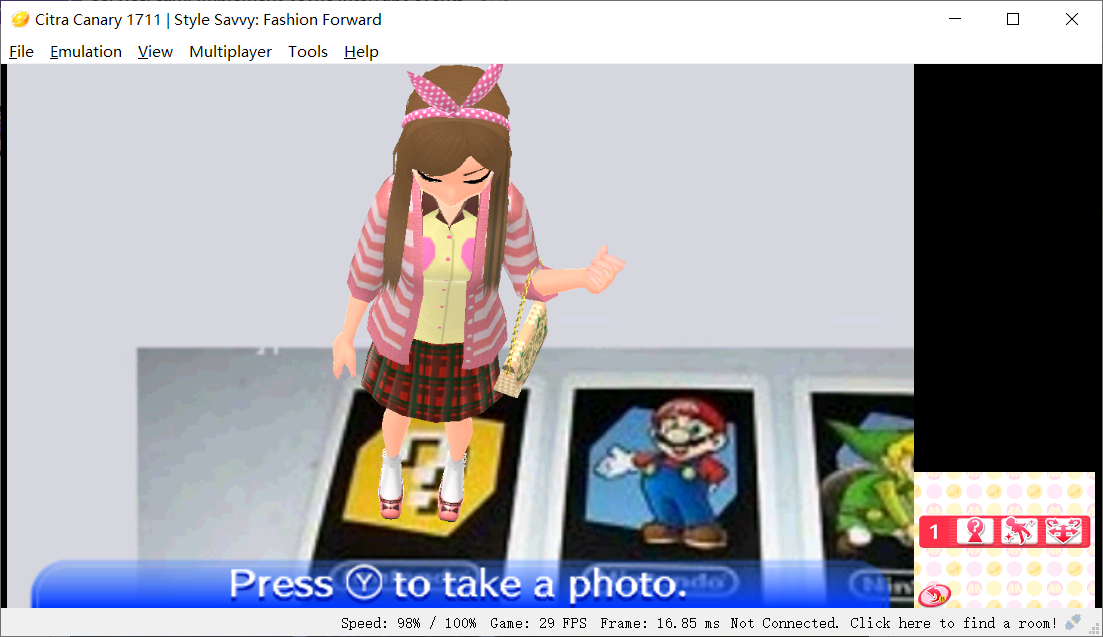 Citra Canary 1711 | Style Savvy: Fashion Forward
File Emulation View Multiplayer Tools Help
1
Press Y to take a photo.
Speed: 98% / 100% Game: 29 FPS Frame: 16.85 ms Not Connected. Click here to find a room!